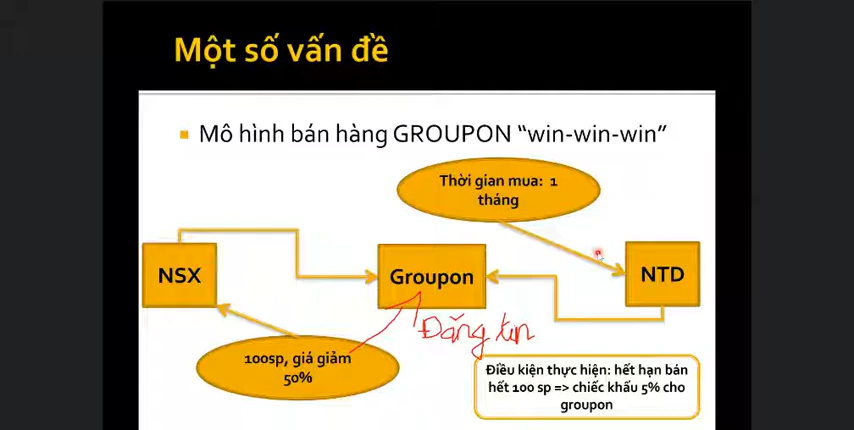 Một số vấn đề
Mô hình bán hàng GROUPON “win-win-win”
Thời gian mua: 1
tháng
NSX
Groupon
NTD
Đăng tin
100sp, giá giảm
50%
Điều kiện thực hiện: hết hạn bán
hết 100 sp => chiếc khấu 5% cho
groupon